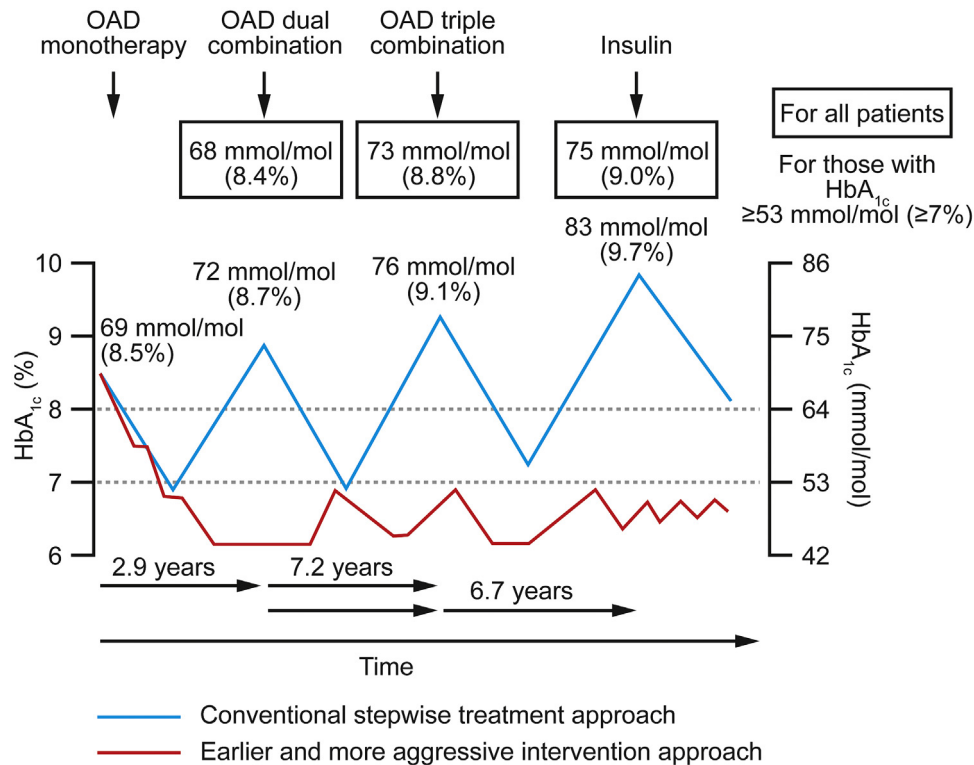 OAD
monotherapy
OAD dual
combination
OAD triple
combination
Insulin
68 mmol/mol
(8.4%)
73 mmol/mol
(8.8%)
75 mmol/mol
(9.0%)
For all patients
For those with
HbA1c
≥53 mmol/mol (≥7%)
69 mmol/mol
(8.5%)
72 mmol/mol
(8.7%)
76 mmol/mol
(9.1%)
83 mmol/mol
(9.7%)
HbA1c (%)
10
9
8
7
6
86
75
64
53
42
HbA1c
(mmol/mol)
2.9 years
7.2 years
6.7 years
Time
Conventional stepwise treatment approach
Earlier and more aggressive intervention approach